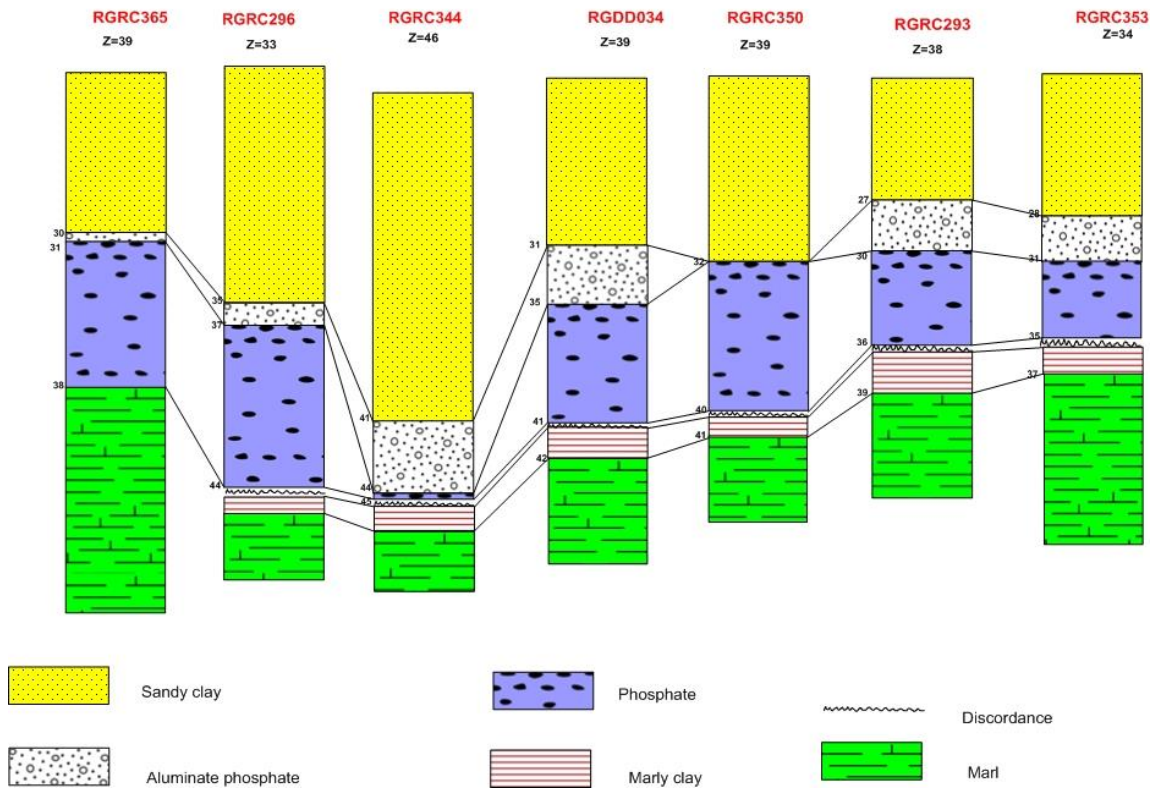 RGRC365
RGRC296
RGRC344
RGDD034
RGRC350
RGRC293
RGRC353
Z=39
Z=33
Z=46
Z=39
Z=39
Z=38
Z=34
30
31
38
37
44
41
44
45
31
35
41
42
32
40
41
27
30
36
39
28
31
35
37
Sandy clay
Phosphate
Discordance
Aluminate phosphate
Marly clay
Marl